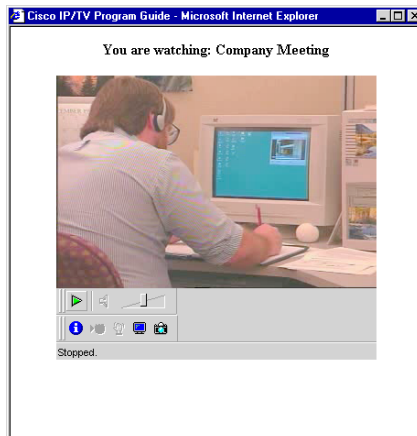 Cisco IP/TV Program Guide - Microsoft Internet Explorer
You are watching: Company Meeting
Stopped.